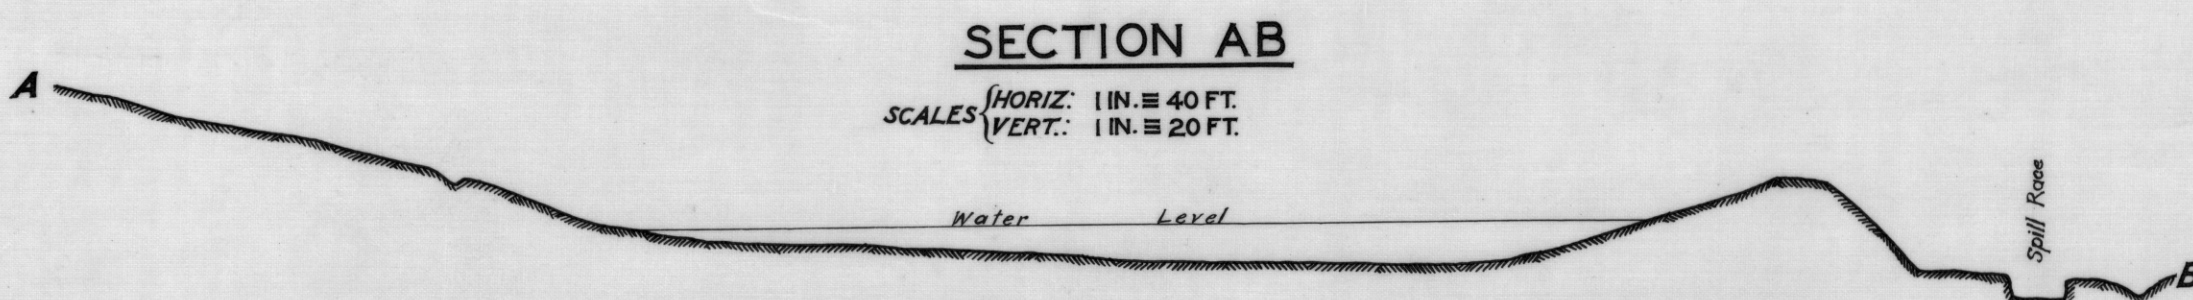 SECTION AB
A
SCALES { HORIZ: 1 IN. ≡ 40 FT.
VERT.: 1 IN. ≡ 20 FT.
Spill Race
Water Level
B